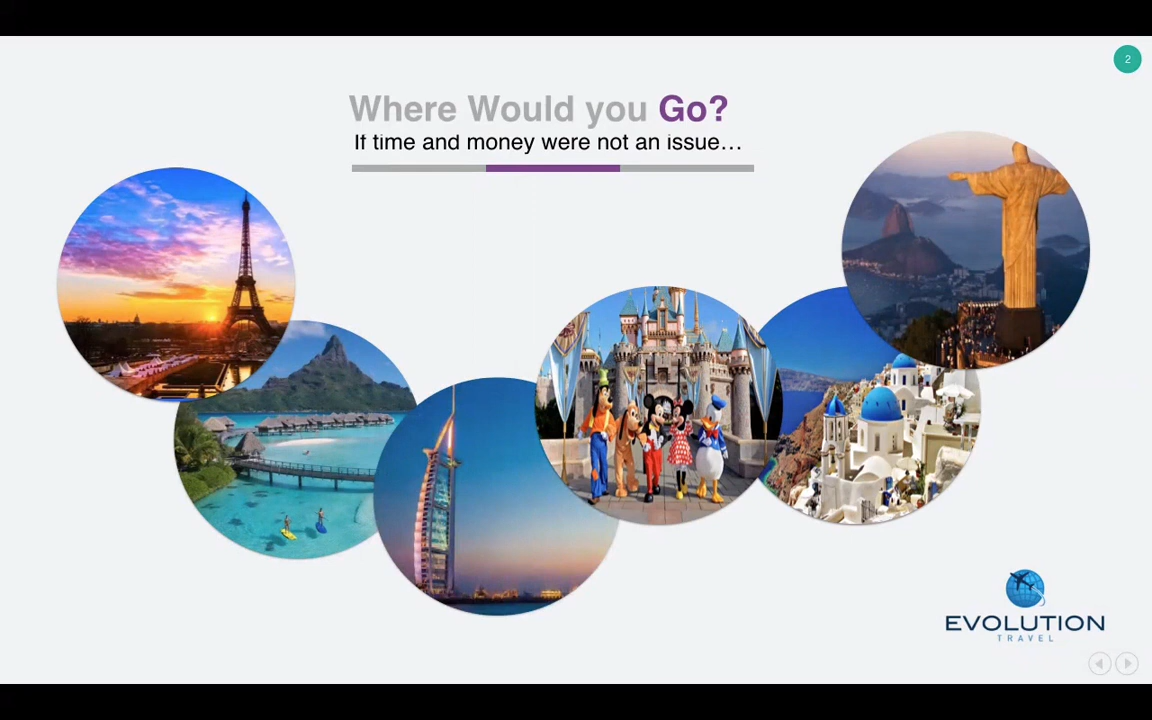 2
Where Would you Go?
If time and money were not an issue…
EVOLUTION
TRAVEL